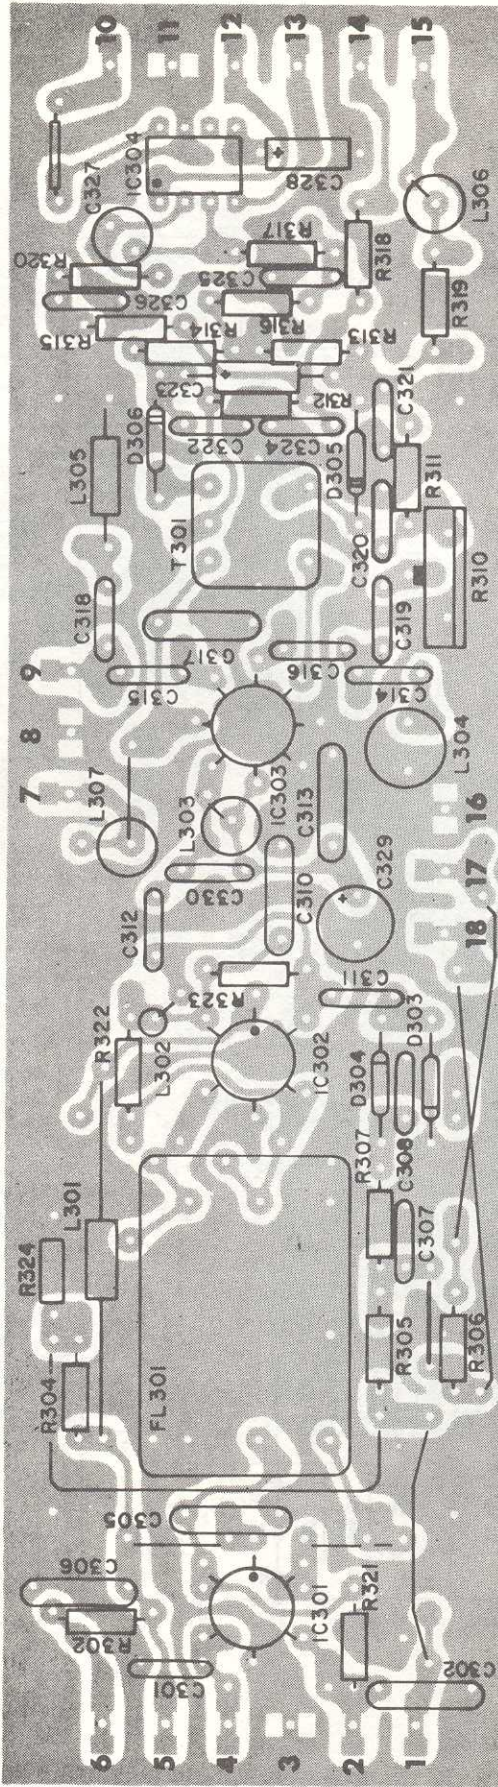 10
11
12
13
14
15
C327
IC304
+
C328
L306
R320
R317
C325
R318
C326
R316
R319
R315
R314
R313
C323
+
R312
C321
L305
D306
C322
C324
D305
R311
T301
C320
R310
C318
C317
C316
C319
9
C315
C314
8
IC303
L304
7
L307
L303
C313
16
C330
C310
C329
17
C312
+
18
R323
C311
R322
L302
IC302
D304
D303
R307
C308
L301
R324
C307
FL301
R304
R305
R306
C305
C306
IC301
R321
R302
C301
C302
6
5
4
3
2
1